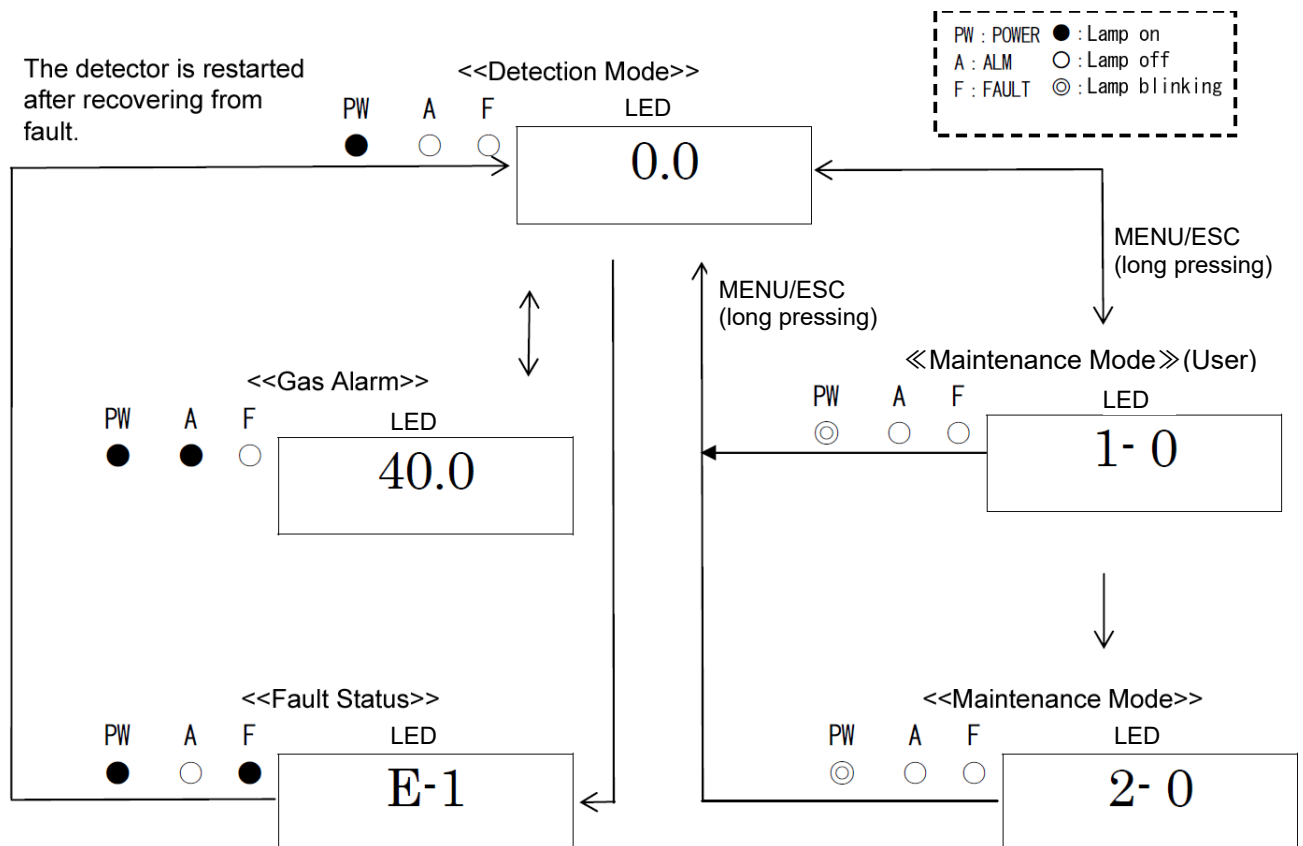 PW : POWER ● : Lamp on
A : ALM ○ : Lamp off
F : FAULT ◎ : Lamp blinking
The detector is restarted
after recovering from
fault.
<<Detection Mode>>
PW A F LED
0.0
MENU/ESC
(long pressing)
MENU/ESC
(long pressing)
<<Gas Alarm>>
PW A F LED
40.0
≪Maintenance Mode≫(User)
PW A F LED
1- 0
<<Fault Status>>
PW A F LED
E-1
<<Maintenance Mode>>
PW A F LED
2- 0